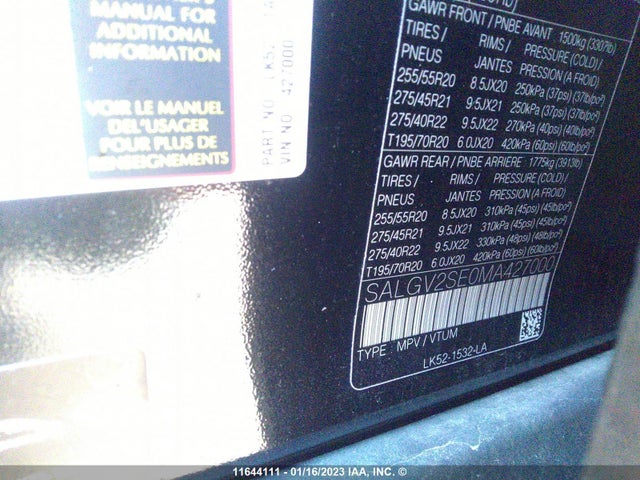 MANUAL FOR
ADDITIONAL
INFORMATION
VOIR LE MANUEL
DEL'USAGER
POUR PLUS DE
RENSEIGNEMENTS
PART NO LK52
VIN NO 427000
GAWR FRONT / PNBE AVANT 1500kg (3307lb)
TIRES / RIMS / PRESSURE (COLD) /
PNEUS JANTES PRESSION (A FROID)
255/55R20 8.5JX20 250kPa (37psi) (37lb/po²)
275/45R21 9.5JX21 250kPa (37psi) (37lb/po²)
275/40R22 9.5JX22 270kPa (40psi) (40lb/po²)
T195/70R20 6.0JX20 420kPa (60psi) (60lb/po²)
GAWR REAR / PNBE ARRIERE 1775kg (3913lb)
TIRES / RIMS / PRESSURE (COLD) /
PNEUS JANTES PRESSION (A FROID)
255/55R20 8.5JX20 310kPa (45psi) (45lb/po²)
275/45R21 9.5JX21 310kPa (45psi) (45lb/po²)
275/40R22 9.5JX22 330kPa (48psi) (48lb/po²)
T195/70R20 6.0JX20 420kPa (60psi) (60lb/po²)
SALGV2SE0MA427000
TYPE : MPV / VTUM
LK52-1532-LA
11644111 - 01/16/2023 IAA, INC. ©